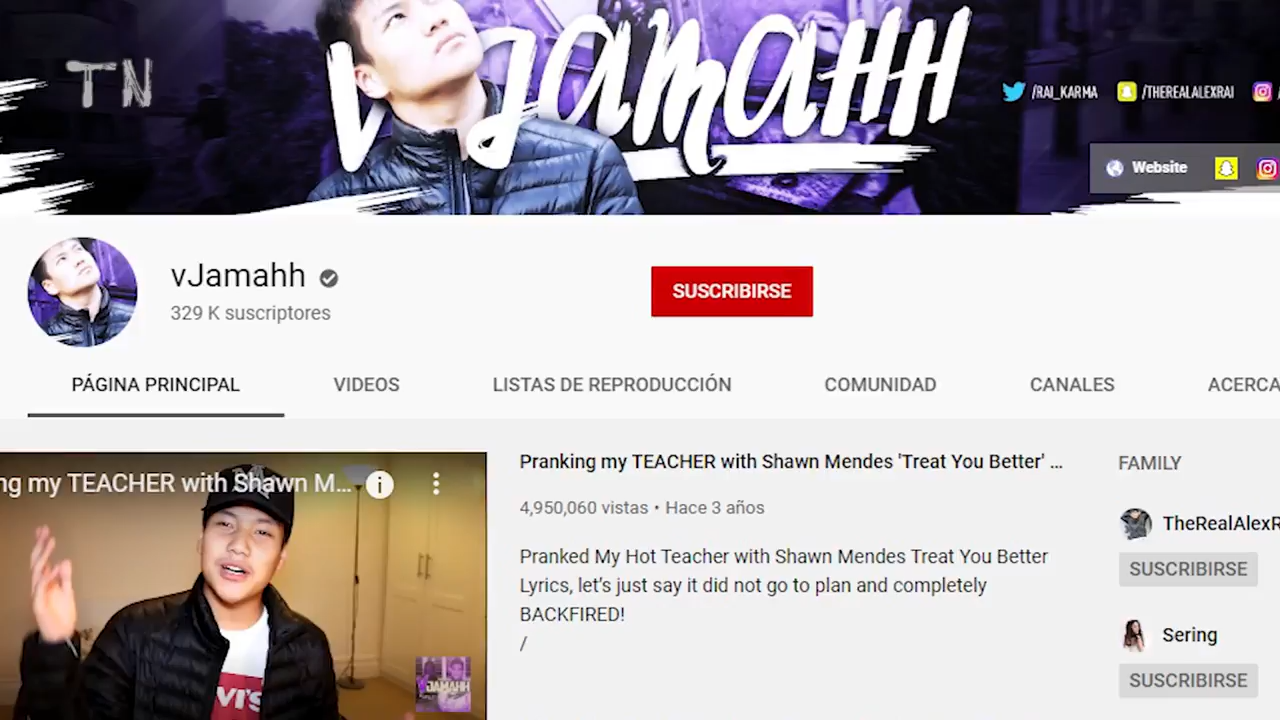 vJamahh
TN
/RAI_KARMA
/THEREALALEXRAI
Website
vJamahh
329 K suscriptores
SUSCRIBIRSE
PÁGINA PRINCIPAL
VIDEOS
LISTAS DE REPRODUCCIÓN
COMUNIDAD
CANALES
ACERCA
ng my TEACHER with Shawn M...
Pranking my TEACHER with Shawn Mendes 'Treat You Better' ...
4,950,060 vistas • Hace 3 años
Pranked My Hot Teacher with Shawn Mendes Treat You Better
Lyrics, let's just say it did not go to plan and completely
BACKFIRED!
/
FAMILY
TheRealAlexR
SUSCRIBIRSE
Sering
SUSCRIBIRSE
VI'S
JAMAHH